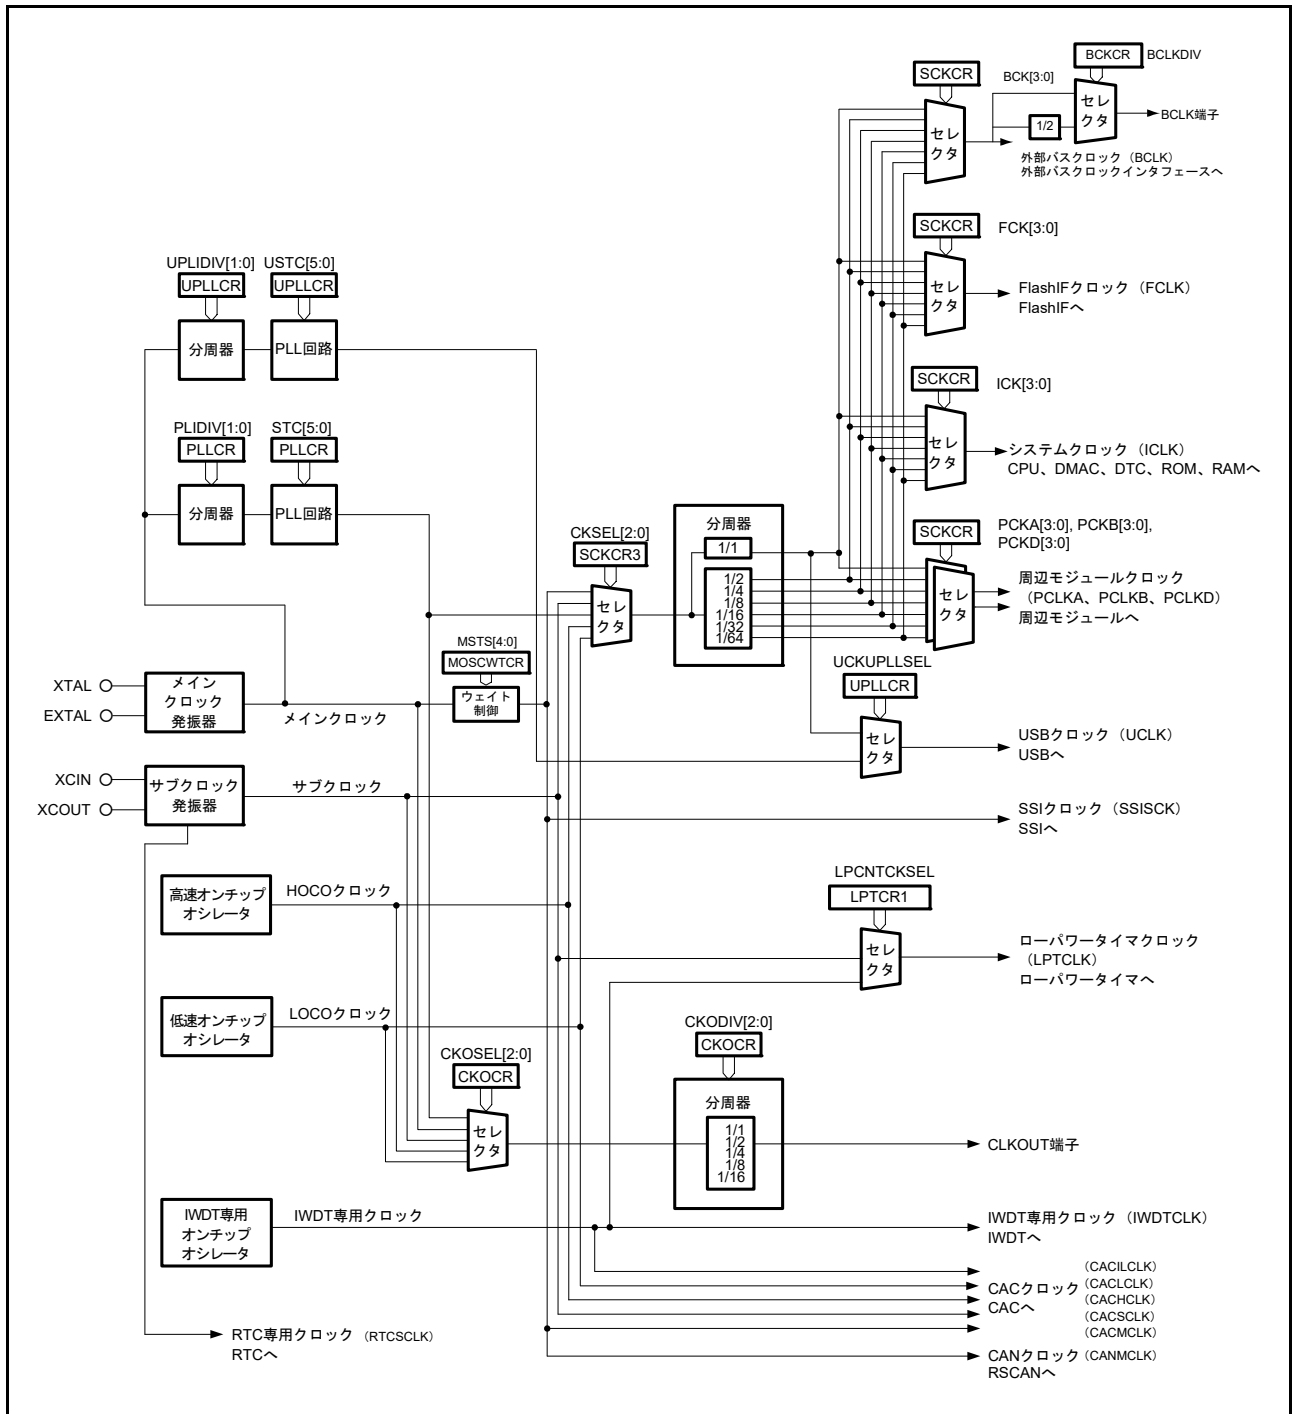 BCKCR BCLKDIV
SCKCR BCK[3:0]
セレ
クタ
1/2
BCLK端子
セレ
クタ
外部バスクロック（BCLK）
外部バスクロックインタフェースへ
SCKCR FCK[3:0]
セレ
クタ
FlashIFクロック（FCLK）
FlashIFへ
UPLIDIV[1:0] USTC[5:0]
UPLLCR UPLLCR
分周器 PLL回路
SCKCR ICK[3:0]
セレ
クタ
システムクロック（ICLK）
CPU、DMAC、DTC、ROM、RAMへ
PLIDIV[1:0] STC[5:0]
PLLCR PLLCR
分周器 PLL回路
CKSEL[2:0]
SCKCR3
セレ
クタ
分周器
1/1
1/2
1/4
1/8
1/16
1/32
1/64
SCKCR PCKA[3:0], PCKB[3:0],
PCKD[3:0]
セレ
クタ
周辺モジュールクロック
（PCLKA、PCLKB、PCLKD）
周辺モジュールへ
MSTS[4:0]
MOSCWTCR
ウェイト
制御
XTAL
EXTAL
メイン
クロック
発振器
メインクロック
UCKUPLLSEL
UPLLCR
セレ
クタ
USBクロック（UCLK）
USBへ
XCIN
XCOUT
サブクロック
発振器
サブクロック
SSIクロック（SSISCK）
SSIへ
高速オンチップ
オシレータ
HOCOクロック
LPCNTCKSEL
LPTCR1
セレ
クタ
ローパワータイマクロック
（LPTCLK）
ローパワータイマへ
低速オンチップ
オシレータ
LOCOクロック
CKOSEL[2:0]
CKOCR
セレ
クタ
CKODIV[2:0]
CKOCR
分周器
1/1
1/2
1/4
1/8
1/16
CLKOUT端子
IWDT専用
オンチップ
オシレータ
IWDT専用クロック
IWDT専用クロック（IWDTCLK）
IWDTへ
CACクロック
CACへ
（CACILCLK）
（CACLCLK）
（CACHCLK）
（CACSCLK）
（CACMCLK）
RTC専用クロック（RTCSCLK）
RTCへ
CANクロック（CANMCLK）
RSCANへ